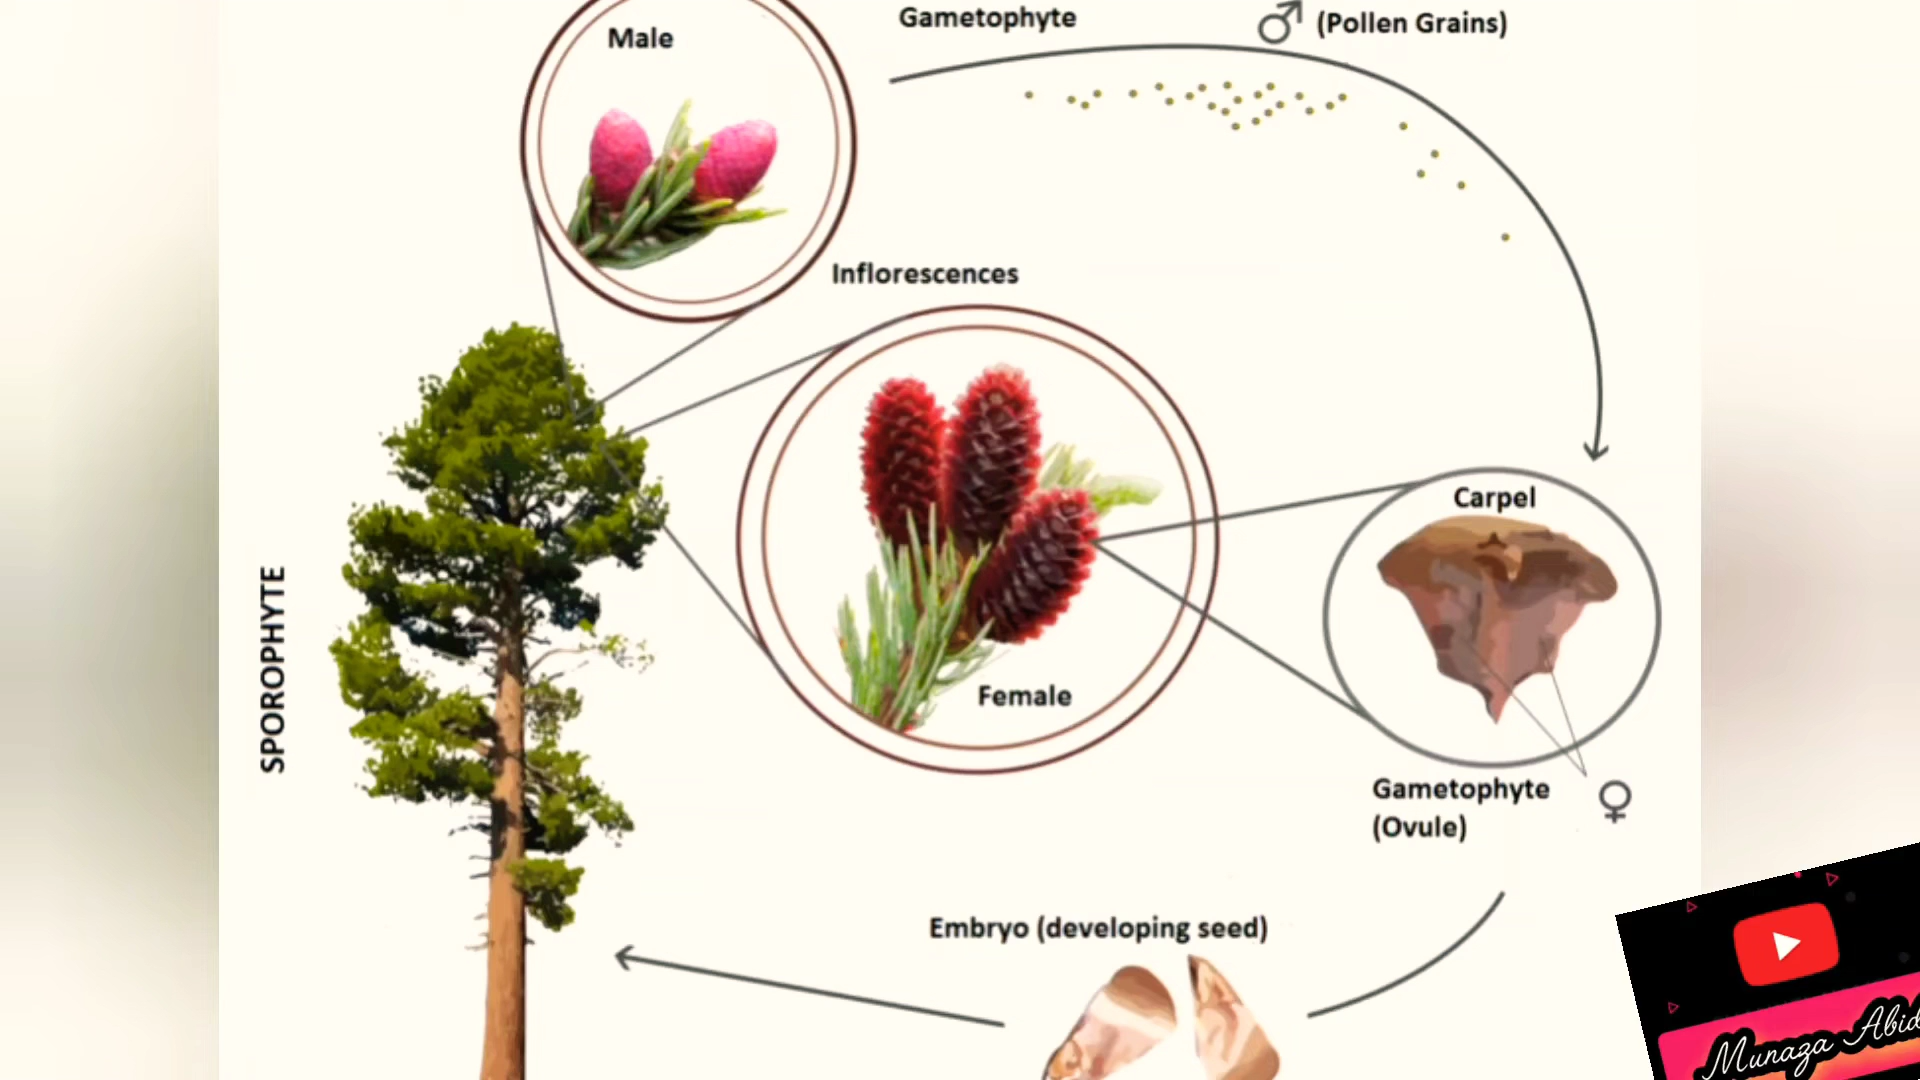 Male
Gametophyte
(Pollen Grains)
Inflorescences
Carpel
SPOROPHYTE
Female
Gametophyte
(Ovule)
Embryo (developing seed)
Munaza Abid